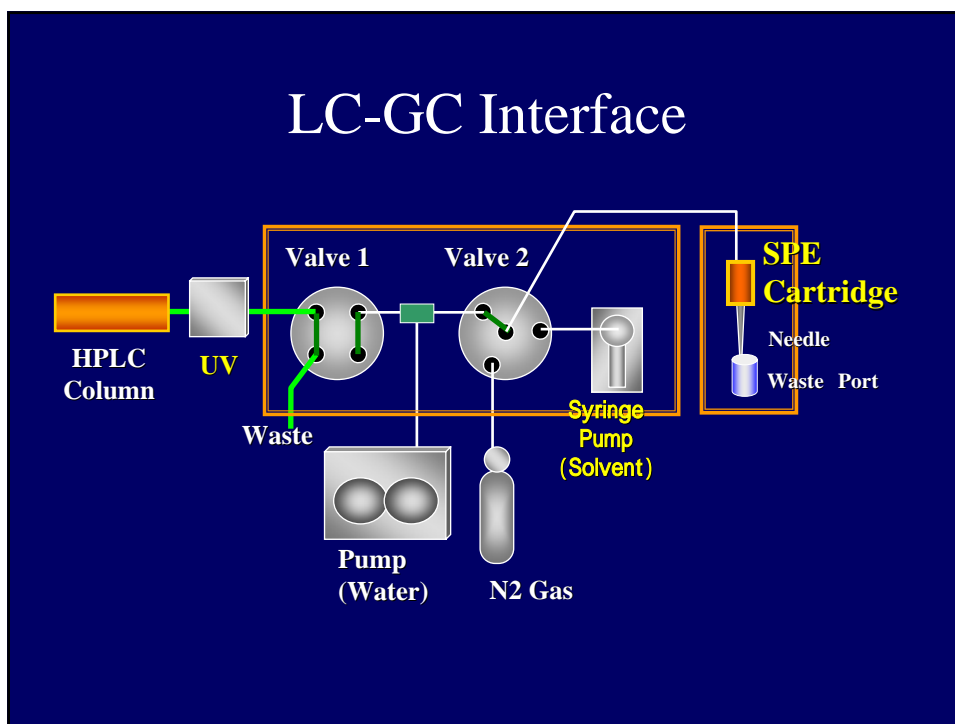 LC-GC Interface
Valve 1
Valve 2
SPE
Cartridge
HPLC
Column
UV
Needle
Waste Port
Waste
Syringe
Pump
(Solvent)
Pump
(Water)
N2 Gas